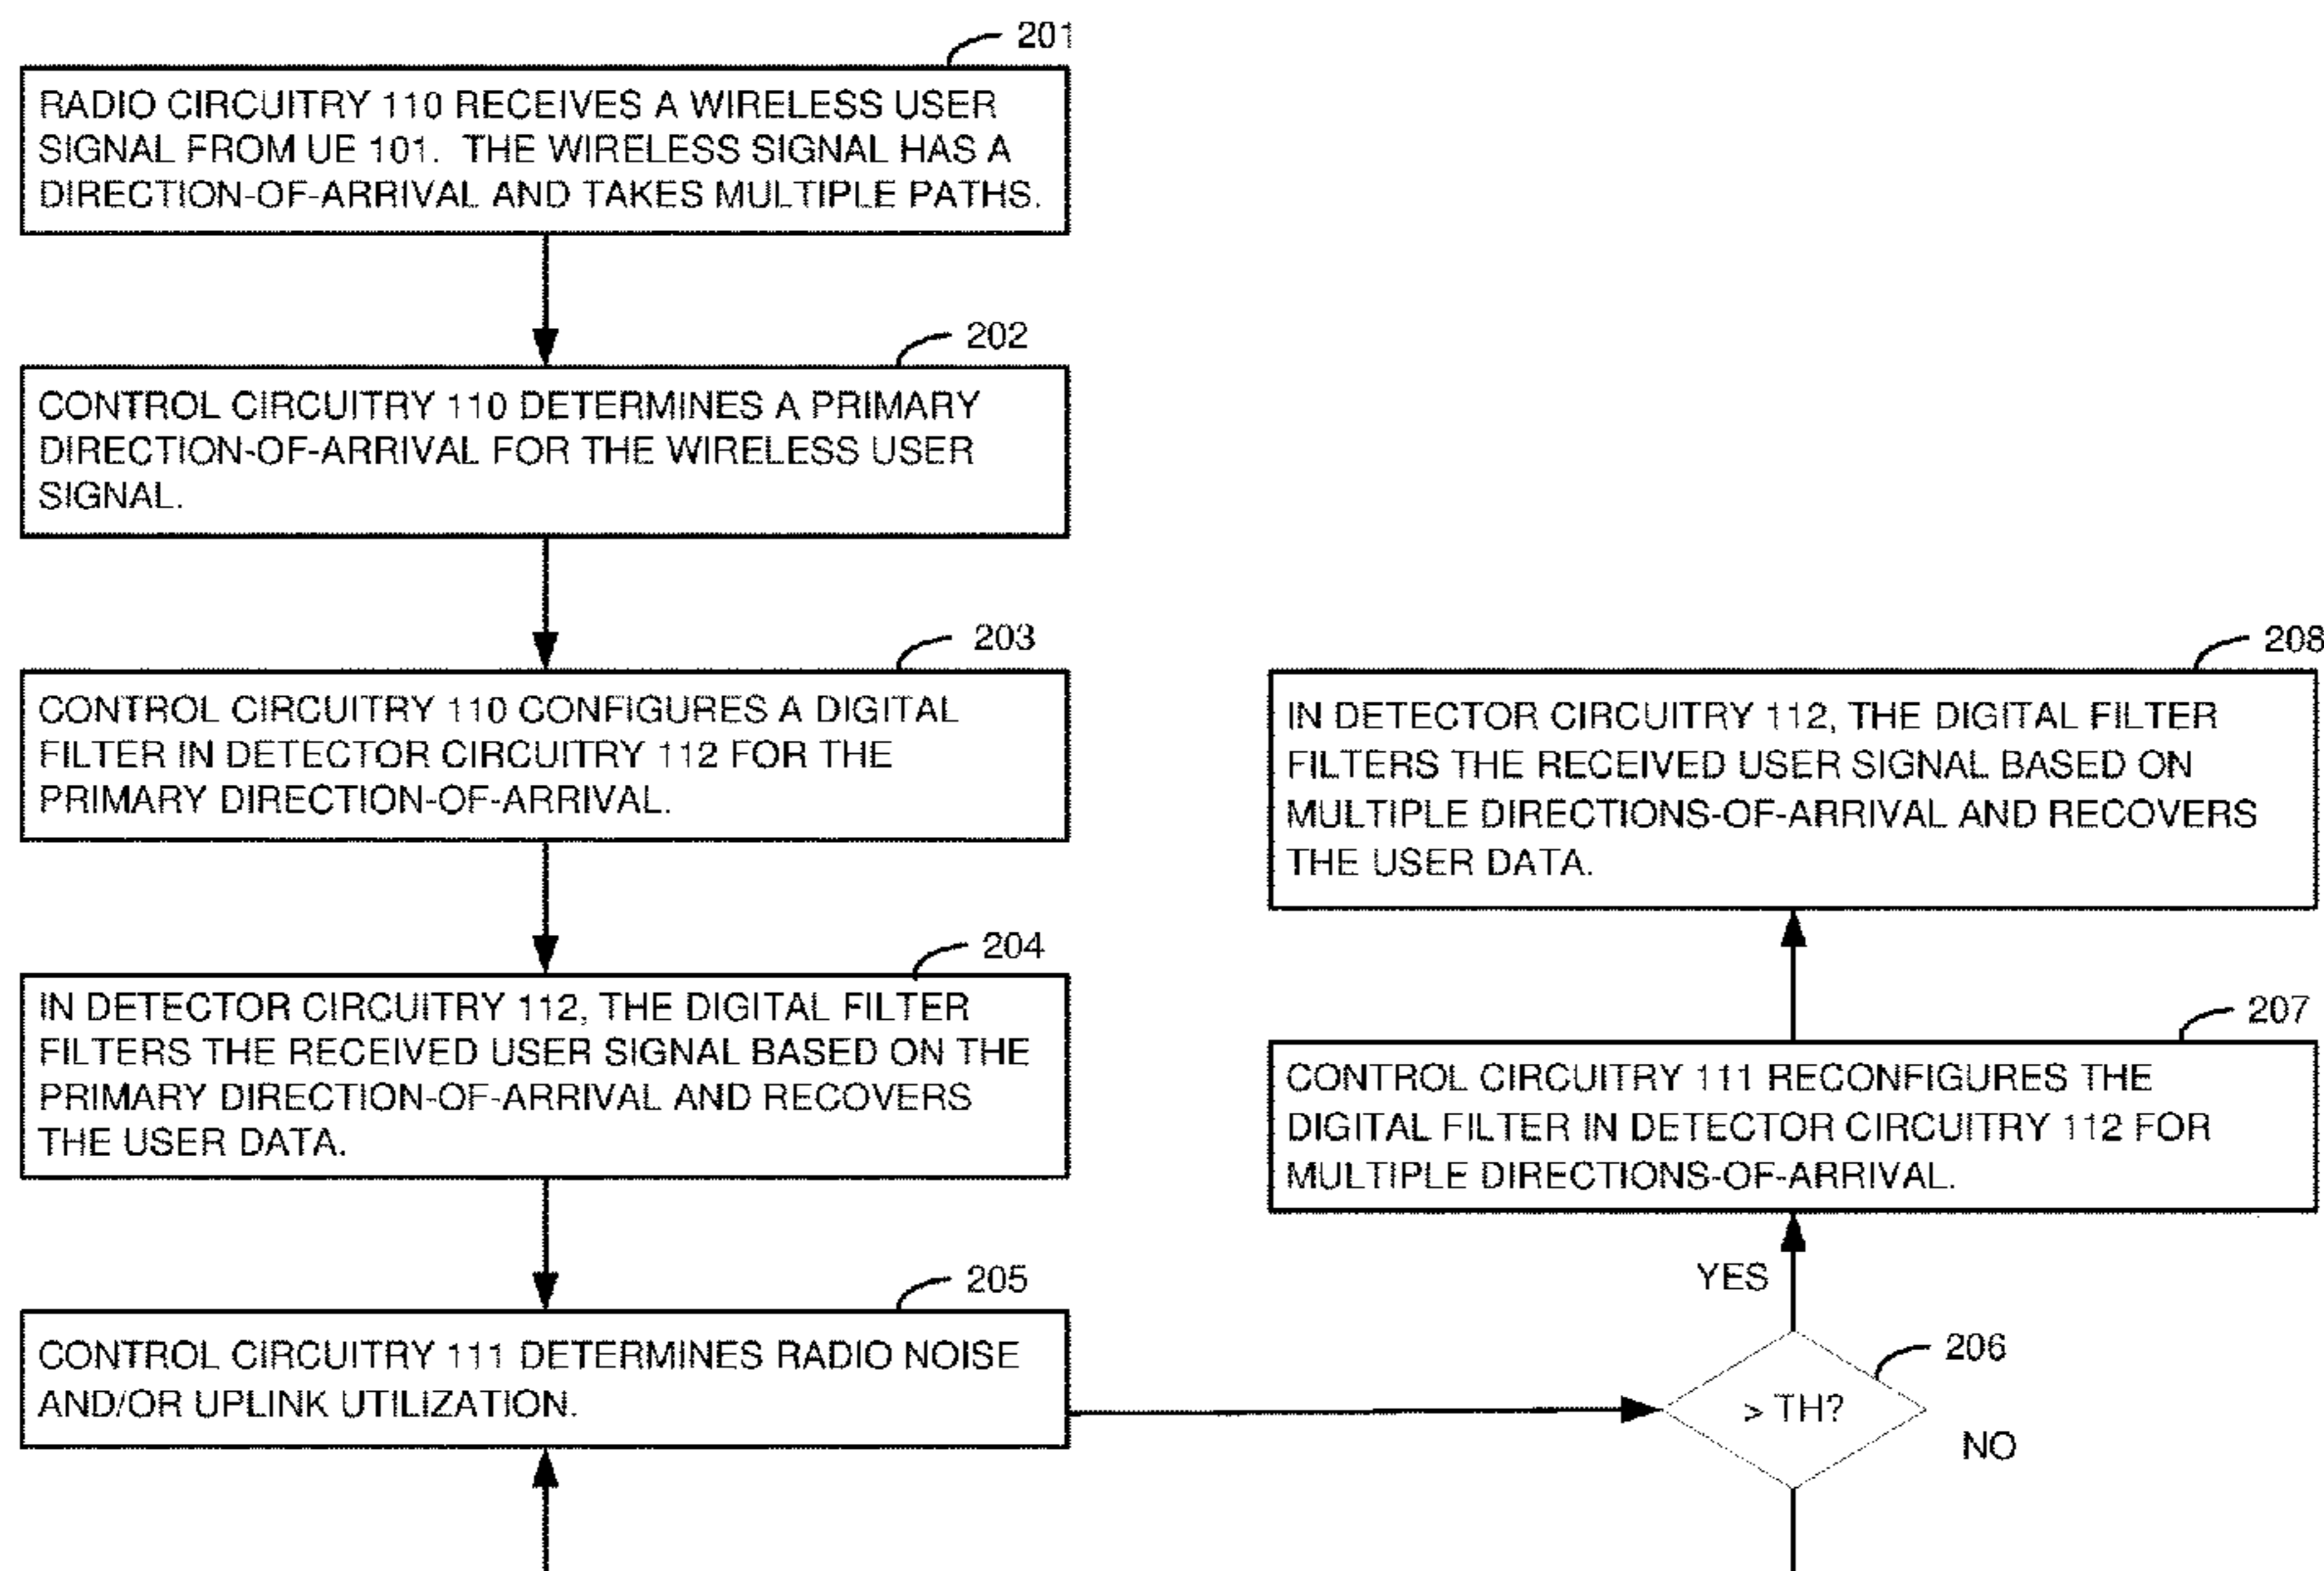 201
RADIO CIRCUITRY 110 RECEIVES A WIRELESS USER
SIGNAL FROM UE 101. THE WIRELESS SIGNAL HAS A
DIRECTION-OF-ARRIVAL AND TAKES MULTIPLE PATHS.
202
CONTROL CIRCUITRY 110 DETERMINES A PRIMARY
DIRECTION-OF-ARRIVAL FOR THE WIRELESS USER
SIGNAL.
203
CONTROL CIRCUITRY 110 CONFIGURES A DIGITAL
FILTER IN DETECTOR CIRCUITRY 112 FOR THE
PRIMARY DIRECTION-OF-ARRIVAL.
204
IN DETECTOR CIRCUITRY 112, THE DIGITAL FILTER
FILTERS THE RECEIVED USER SIGNAL BASED ON THE
PRIMARY DIRECTION-OF-ARRIVAL AND RECOVERS
THE USER DATA.
205
CONTROL CIRCUITRY 111 DETERMINES RADIO NOISE
AND/OR UPLINK UTILIZATION.
206
> TH?
NO
YES
207
CONTROL CIRCUITRY 111 RECONFIGURES THE
DIGITAL FILTER IN DETECTOR CIRCUITRY 112 FOR
MULTIPLE DIRECTIONS-OF-ARRIVAL.
208
IN DETECTOR CIRCUITRY 112, THE DIGITAL FILTER
FILTERS THE RECEIVED USER SIGNAL BASED ON
MULTIPLE DIRECTIONS-OF-ARRIVAL AND RECOVERS
THE USER DATA.